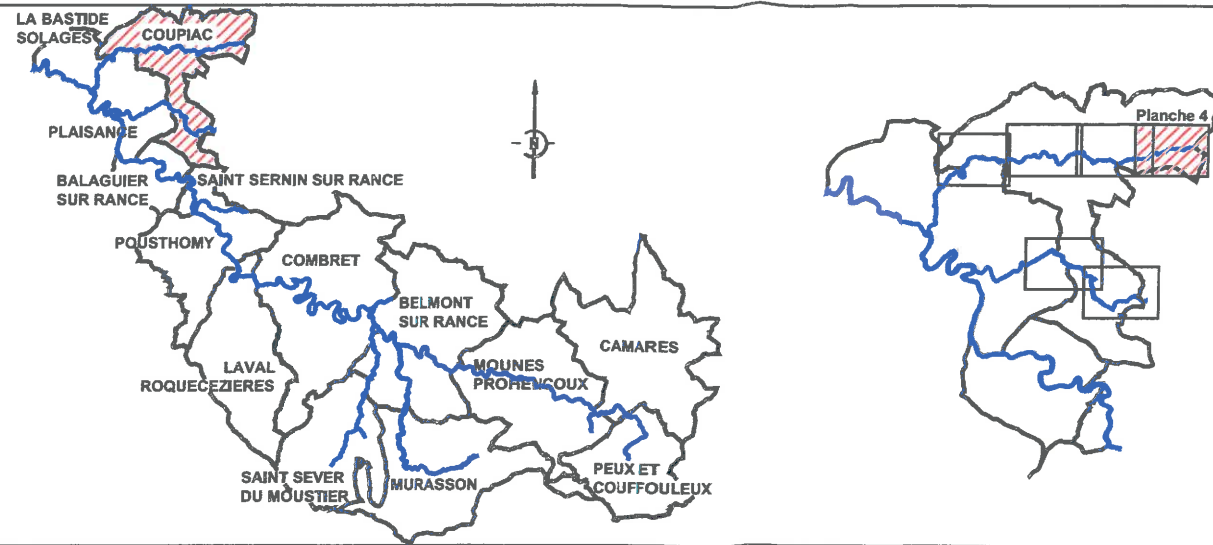 LA BASTIDE
SOLAGES
COUPIAC
PLAISANCE
BALAGUIER
SUR RANCE
SAINT SERNIN SUR RANCE
POUSTHOMY
COMBRET
BELMONT
SUR RANCE
LAVAL
ROQUECEZIERES
MOUNES
PROHENCOUX
CAMARES
SAINT SEVER
DU MOUSTIER
MURASSON
PEUX ET
COUFFOULEUX
N
Planche 4